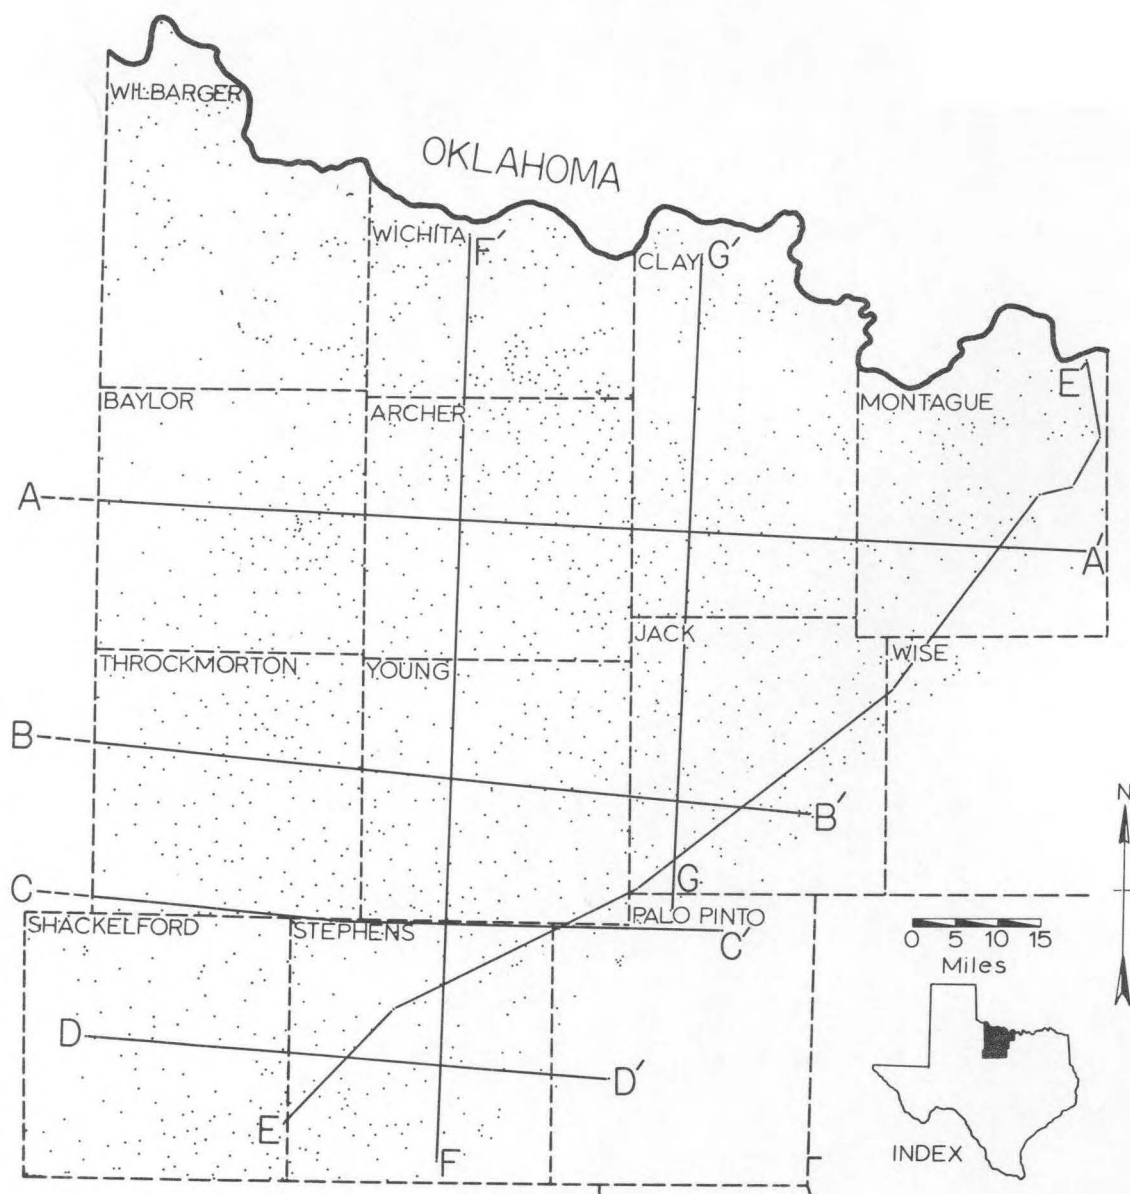 WILBARGER
OKLAHOMA
WICHITA
F'
CLAY
G'
E'
BAYLOR
ARCHER
MONTAGUE
A
A'
JACK
WISE
THROCKMORTON
YOUNG
B
B'
N
C
G
PALO PINTO
C'
SHACKELFORD
STEPHENS
0 5 10 15
Miles
D
D'
E
F
INDEX